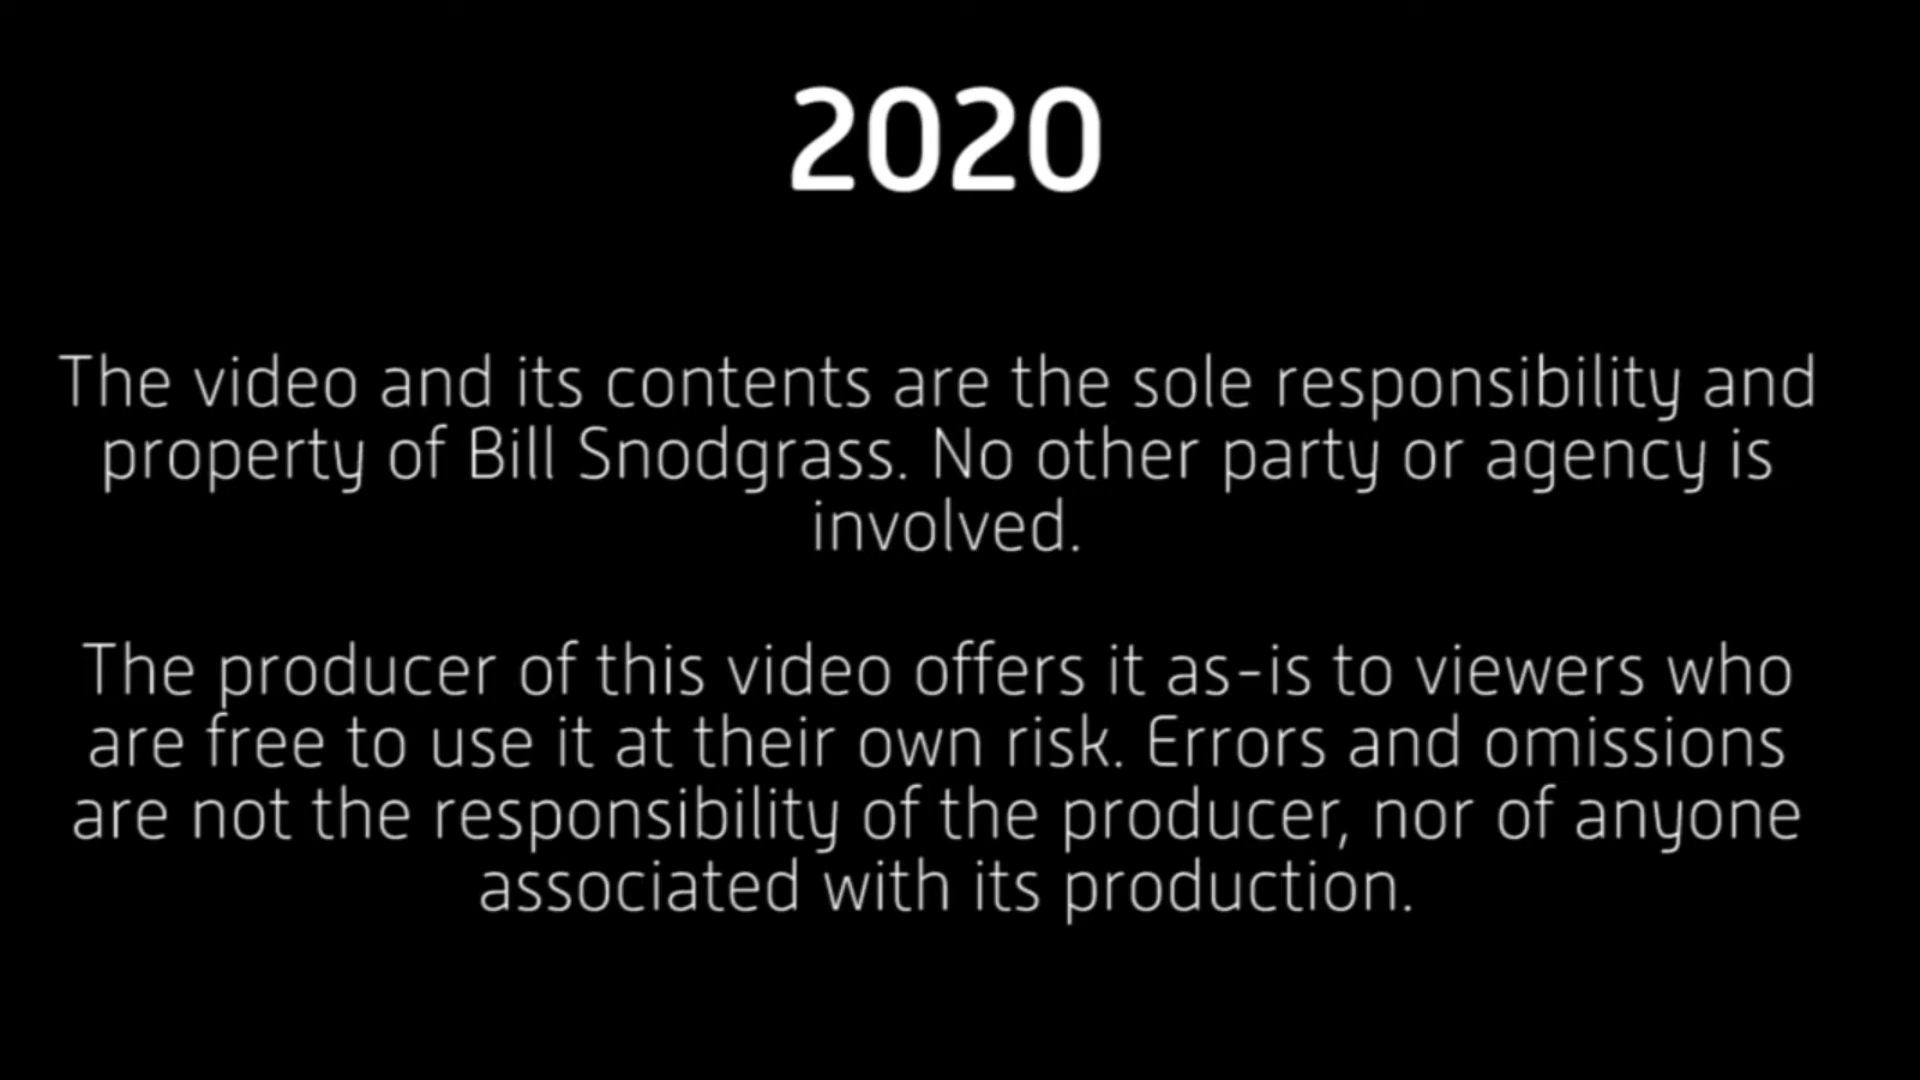 2020
The video and its contents are the sole responsibility and
property of Bill Snodgrass. No other party or agency is
involved.
The producer of this video offers it as-is to viewers who
are free to use it at their own risk. Errors and omissions
are not the responsibility of the producer, nor of anyone
associated with its production.